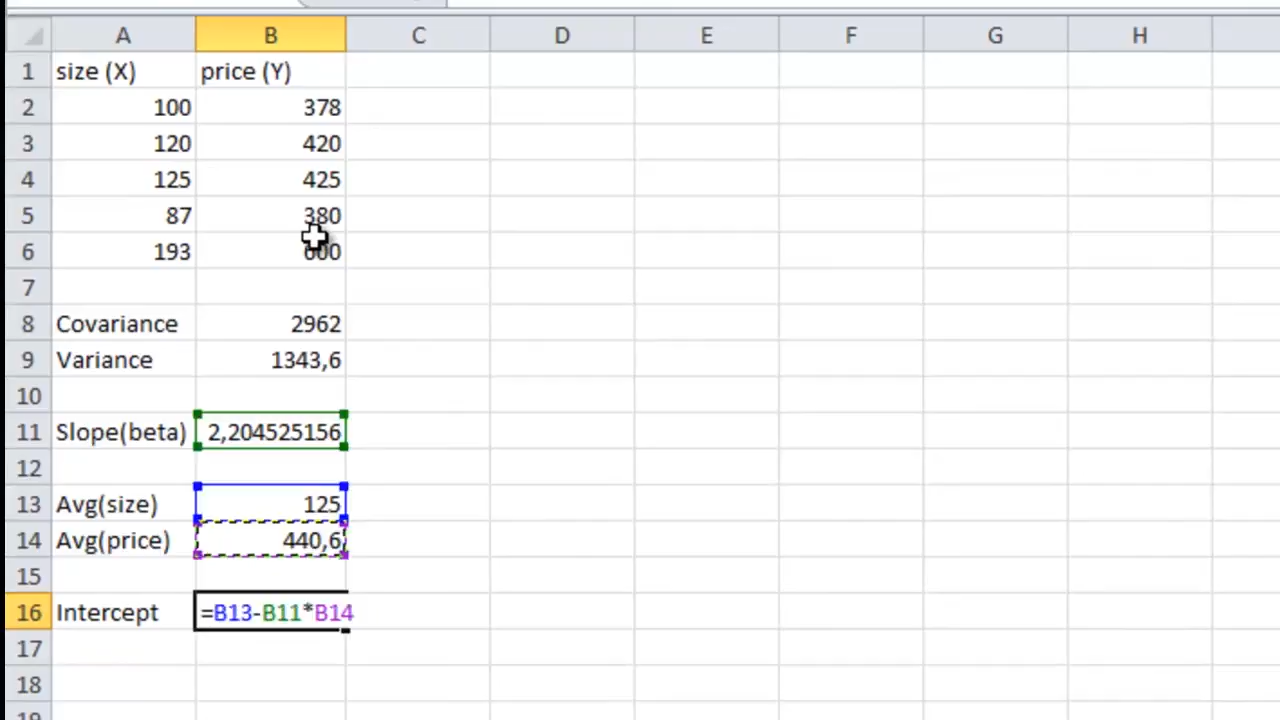 A B C D E F G H
1 size (X) price (Y)
2 100 378
3 120 420
4 125 425
5 87 380
6 193 600
7
8 Covariance 2962
9 Variance 1343,6
10
11 Slope(beta) 2,204525156
12
13 Avg(size) 125
14 Avg(price) 440,6
15
16 Intercept =B13-B11*B14
17
18
19